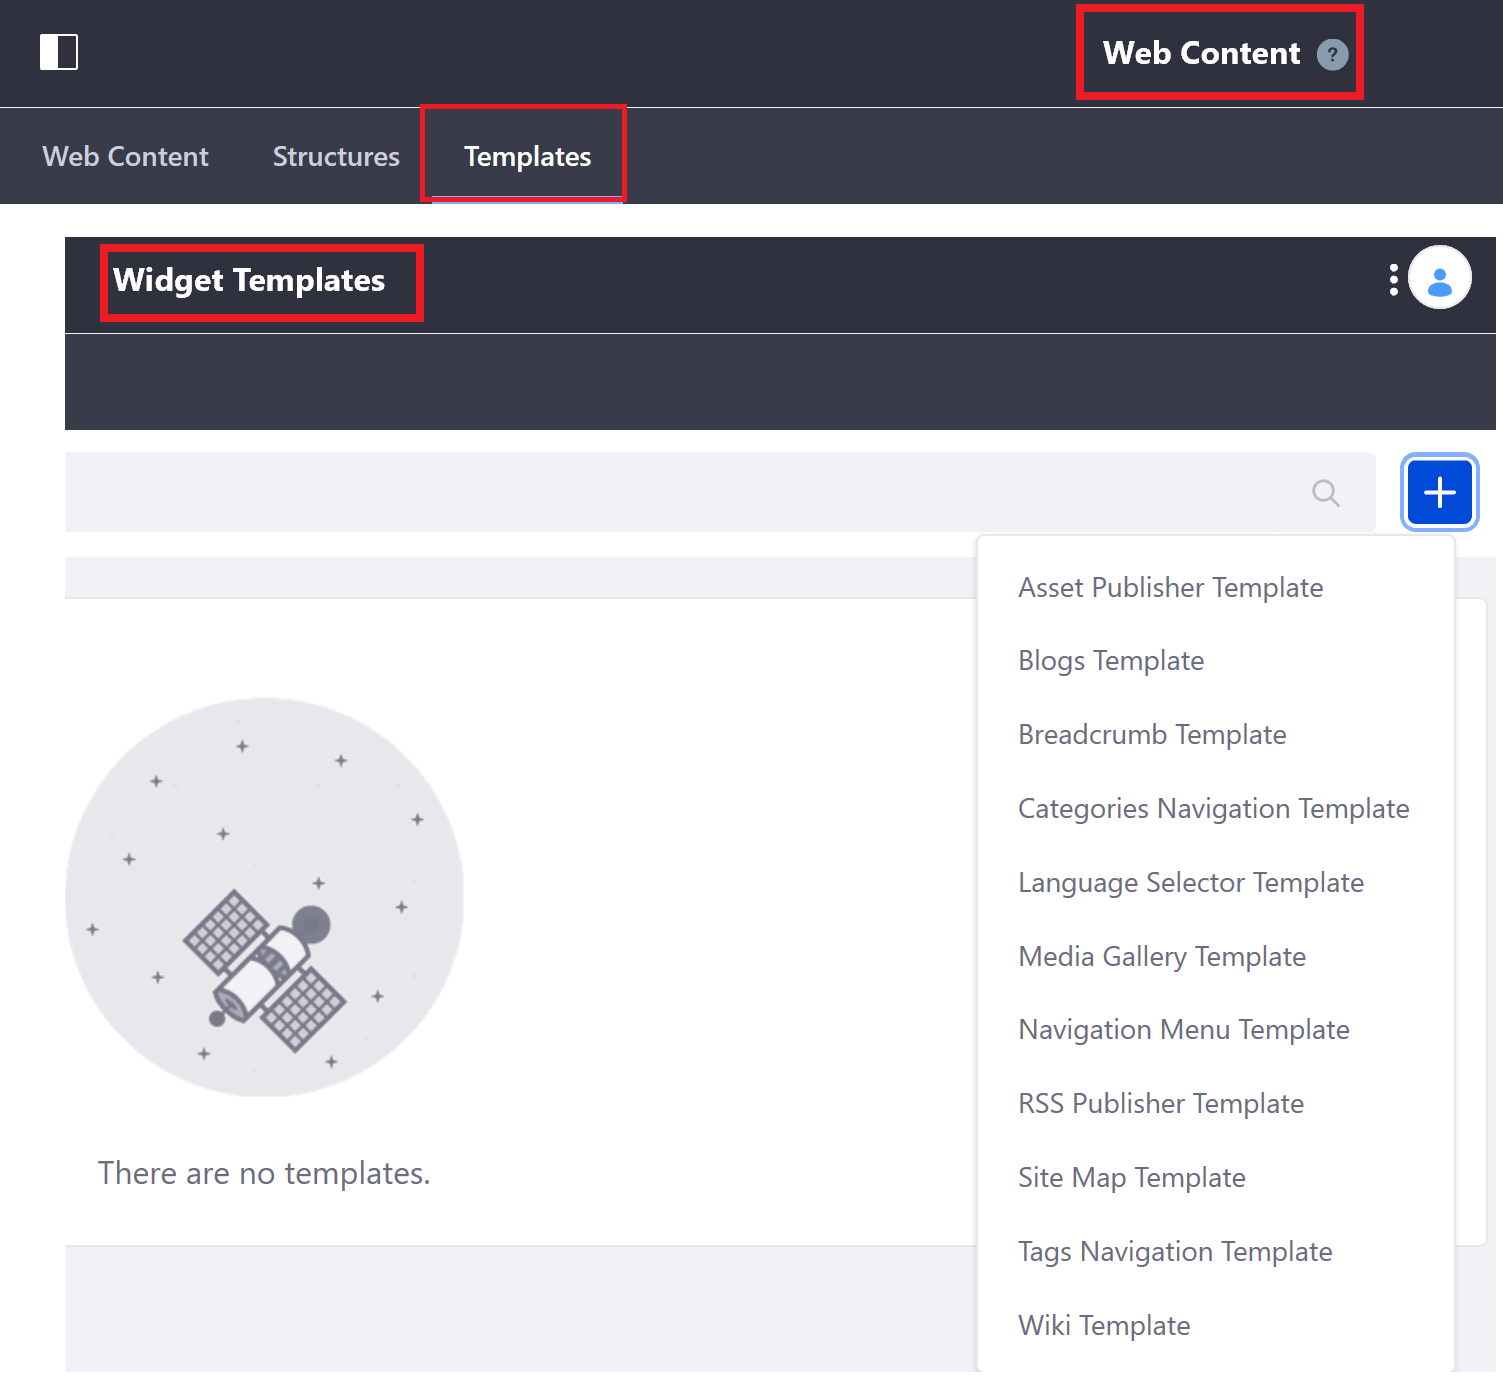 Web Content ?
Web Content Structures Templates
Widget Templates
Asset Publisher Template
Blogs Template
Breadcrumb Template
Categories Navigation Template
Language Selector Template
Media Gallery Template
Navigation Menu Template
RSS Publisher Template
Site Map Template
Tags Navigation Template
Wiki Template
There are no templates.